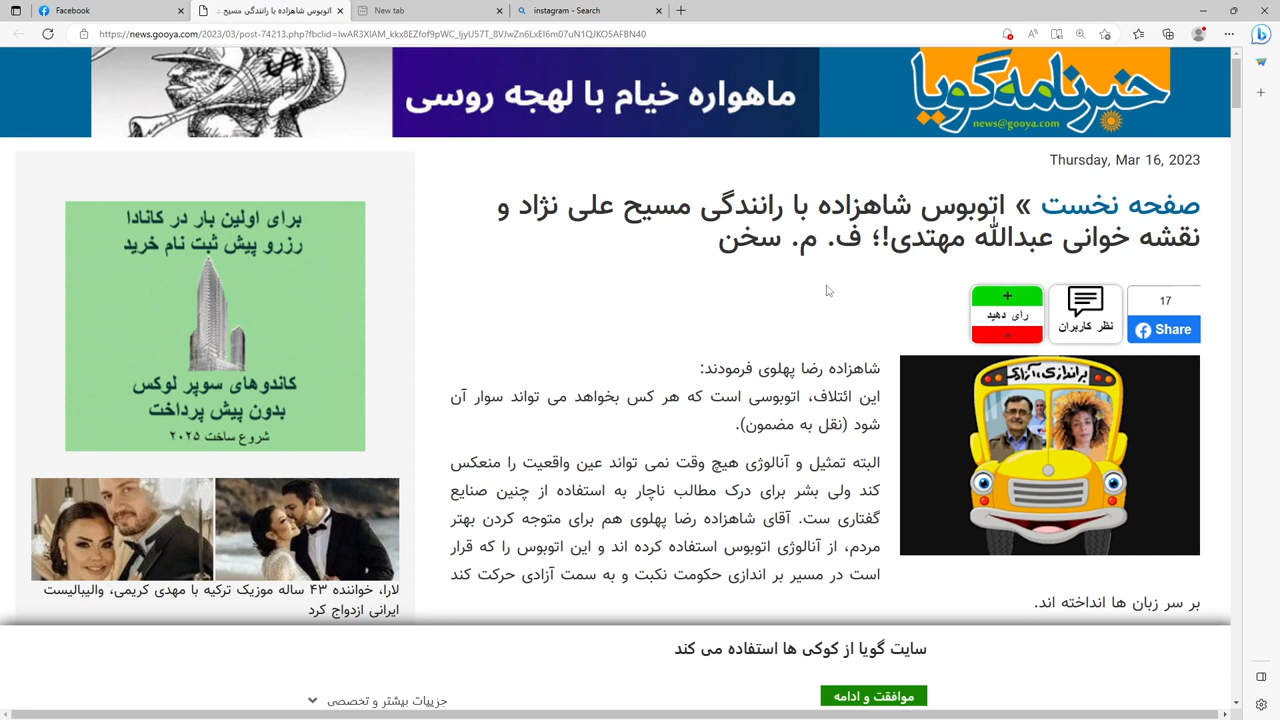 Facebook
اتوبوس شاهزاده با رانندگی مسیح
New tab
instagram - Search
https://news.gooya.com/2023/03/post-74213.php?fbclid=IwAR3XIAM_kkx8EZfof9pWC_IjyU57T_8VJwZn6LxEI6m07uN1QJKO5AFBN40
ماهواره خیام با لهجه روسی
خبرنامه گویا
news@gooya.com
Thursday, Mar 16, 2023
صفحه نخست » اتوبوس شاهزاده با رانندگی مسیح علی نژاد و
نقشه خوانی عبدالله مهتدی!؛ ف. م. سخن
+
رای دهید
-
نظر کاربران
17
Share
براندازی، آزادی
شاهزاده رضا پهلوی فرمودند:
این ائتلاف، اتوبوسی است که هر کس بخواهد می تواند سوار آن
شود (نقل به مضمون).
البته تمثیل و آنالوژی هیچ وقت نمی تواند عین واقعیت را منعکس
کند ولی بشر برای درک مطالب ناچار به استفاده از چنین صنایع
گفتاری ست. آقای شاهزاده رضا پهلوی هم برای متوجه کردن بهتر
مردم، از آنالوژی اتوبوس استفاده کرده اند و این اتوبوس را که قرار
است در مسیر بر اندازی حکومت نکبت و به سمت آزادی حرکت کند
بر سر زبان ها انداخته اند.
برای اولین بار در کانادا
رزرو پیش ثبت نام خرید
کاندوهای سوپر لوکس
بدون پیش پرداخت
شروع ساخت ۲۰۲۵
لارا، خواننده ۴۳ ساله موزیک ترکیه با مهدی کریمی، والیبالیست
ایرانی ازدواج کرد
سایت گویا از کوکی ها استفاده می کند
موافقت و ادامه
جزییات بیشتر و تخصصی